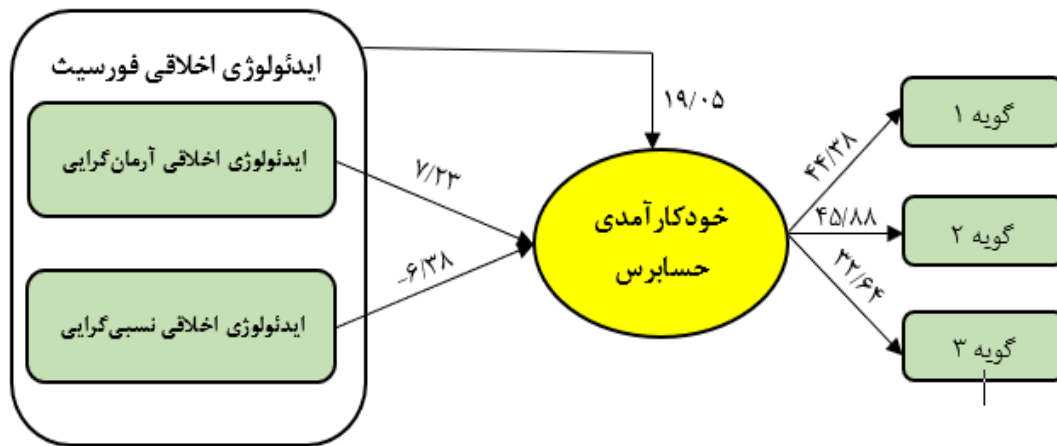 ایدئولوژی اخلاقی فورسیث
ایدئولوژی اخلاقی آرمان‌گرایی
ایدئولوژی اخلاقی نسبی‌گرایی
۷/۲۳
-۶/۳۸
۱۹/۰۵
خودکارآمدی
حسابرس
۴۴/۳۸
۴۵/۸۸
۳۲/۶۴
گویه ۱
گویه ۲
گویه ۳